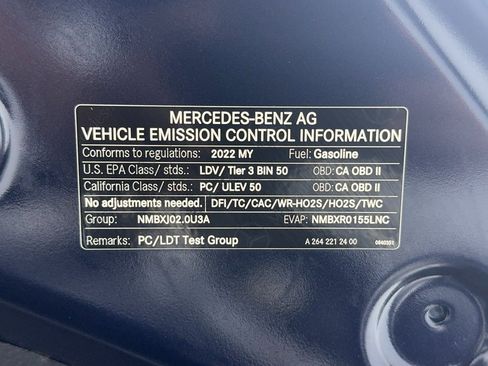 MERCEDES-BENZ AG
VEHICLE EMISSION CONTROL INFORMATION
Conforms to regulations: 2022 MY Fuel: Gasoline
U.S. EPA Class/ stds.: LDV/ Tier 3 BIN 50 OBD: CA OBD II
California Class/ stds.: PC/ ULEV 50 OBD: CA OBD II
No adjustments needed. DFI/TC/CAC/WR-HO2S/HO2S/TWC
Group: NMBXJ02.0U3A EVAP: NMBXR0155LNC
Remarks: PC/LDT Test Group A 264 221 24 00